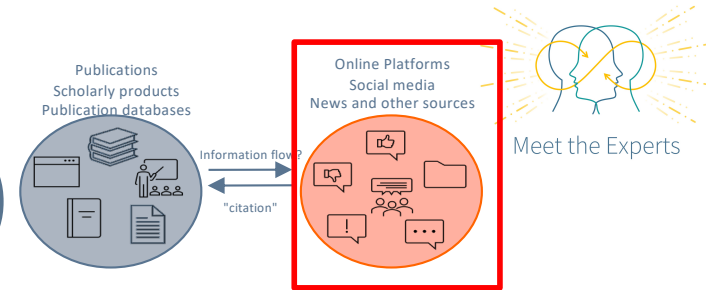 Publications
Scholarly products
Publication databases
Information flow?
"citation"
Online Platforms
Social media
News and other sources
Meet the Experts